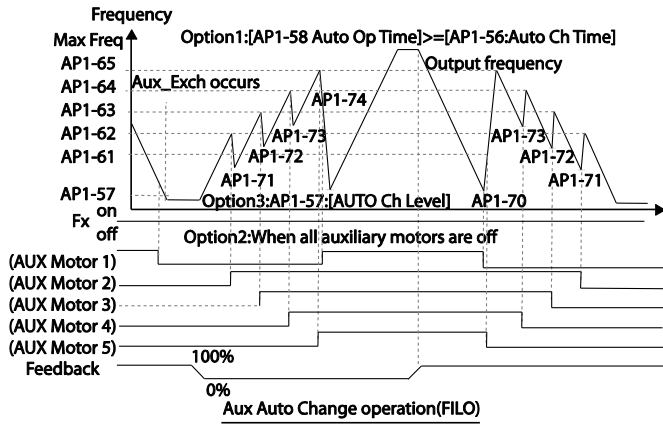 Frequency
Max Freq
Option1:[AP1-58 Auto Op Time]>=[AP1-56:Auto Ch Time]
AP1-65
Output frequency
AP1-64
Aux_Exch occurs
AP1-74
AP1-63
AP1-62
AP1-73
AP1-73
AP1-61
AP1-72
AP1-72
AP1-71
AP1-71
AP1-57
Option3:AP1-57:[AUTO Ch Level]
AP1-70
on
Fx
off
Option2:When all auxiliary motors are off
(AUX Motor 1)
(AUX Motor 2)
(AUX Motor 3)
(AUX Motor 4)
(AUX Motor 5)
100%
Feedback
0%
Aux Auto Change operation(FILO)